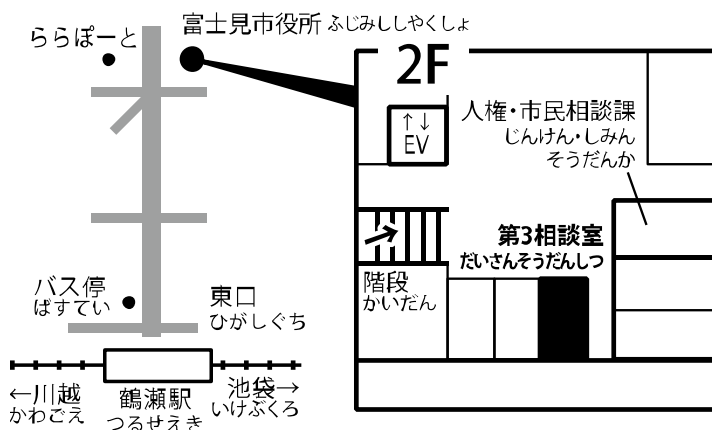 富士見市役所 ふじみししやくしょ
ららぽーと
2F
↑↓
EV
人権・市民相談課
じんけん・しみん
そうだんか
第3相談室
だいさんそうだんしつ
階段
かいだん
バス停
ばすてい
東口
ひがしぐち
←川越
かわごえ
鶴瀬駅
つるせえき
池袋→
いけぶくろ